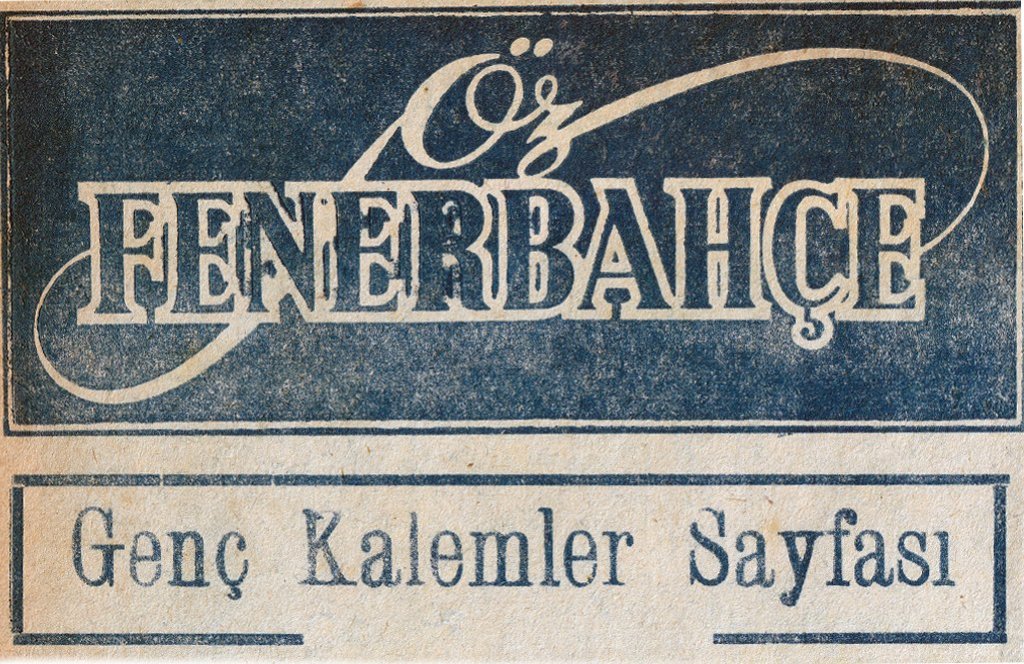 Öz
FENERBAHÇE
Genç Kalemler Sayfası